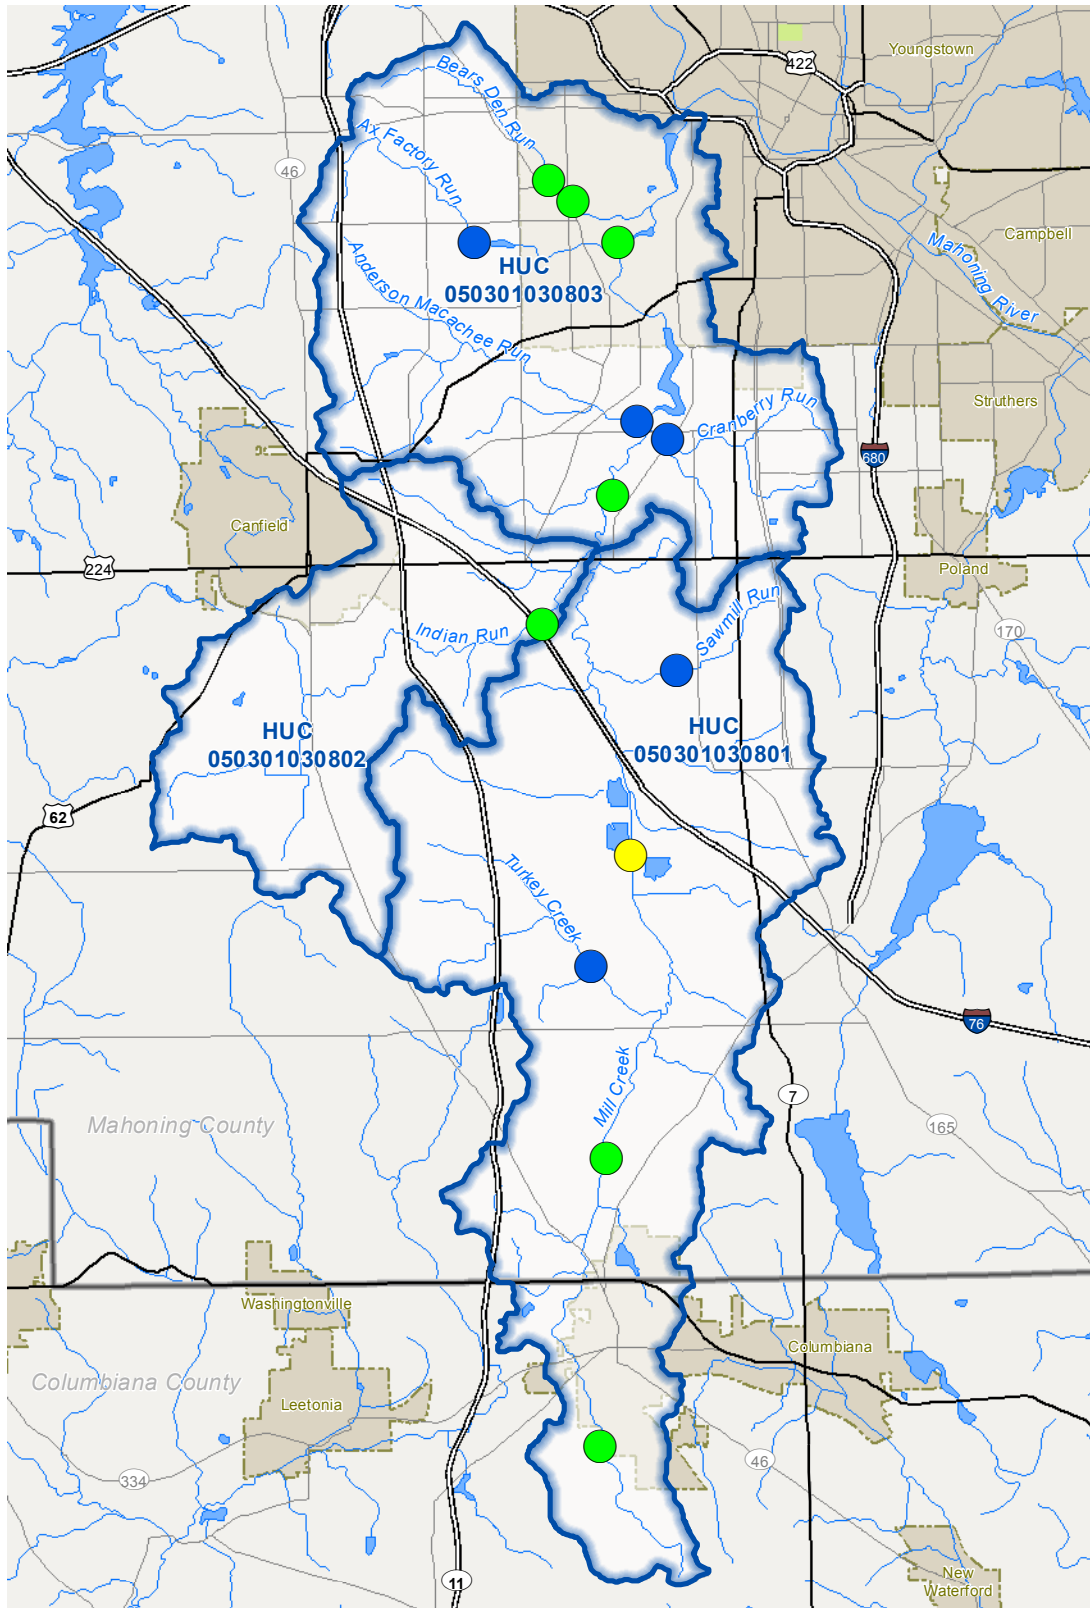 Youngstown
422
Bears Den Run
Ax Factory Run
46
Campbell
Mahoning River
Anderson Macachee Run
HUC
050301030803
Struthers
Cranberry Run
680
Canfield
224
Poland
Sawmill Run
Indian Run
170
HUC
050301030802
HUC
050301030801
62
Turkey Creek
76
Mill Creek
7
165
Mahoning County
Washingtonville
Columbiana
Columbiana County
Leetonia
334
46
11
New
Waterford